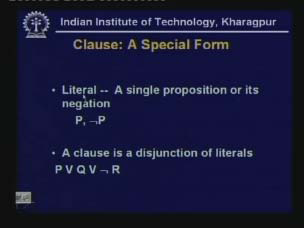 Indian Institute of Technology, Kharagpur
Clause: A Special Form
• Literal -- A single proposition or its
negation
P, ¬P
• A clause is a disjunction of literals
P V Q V ¬ R